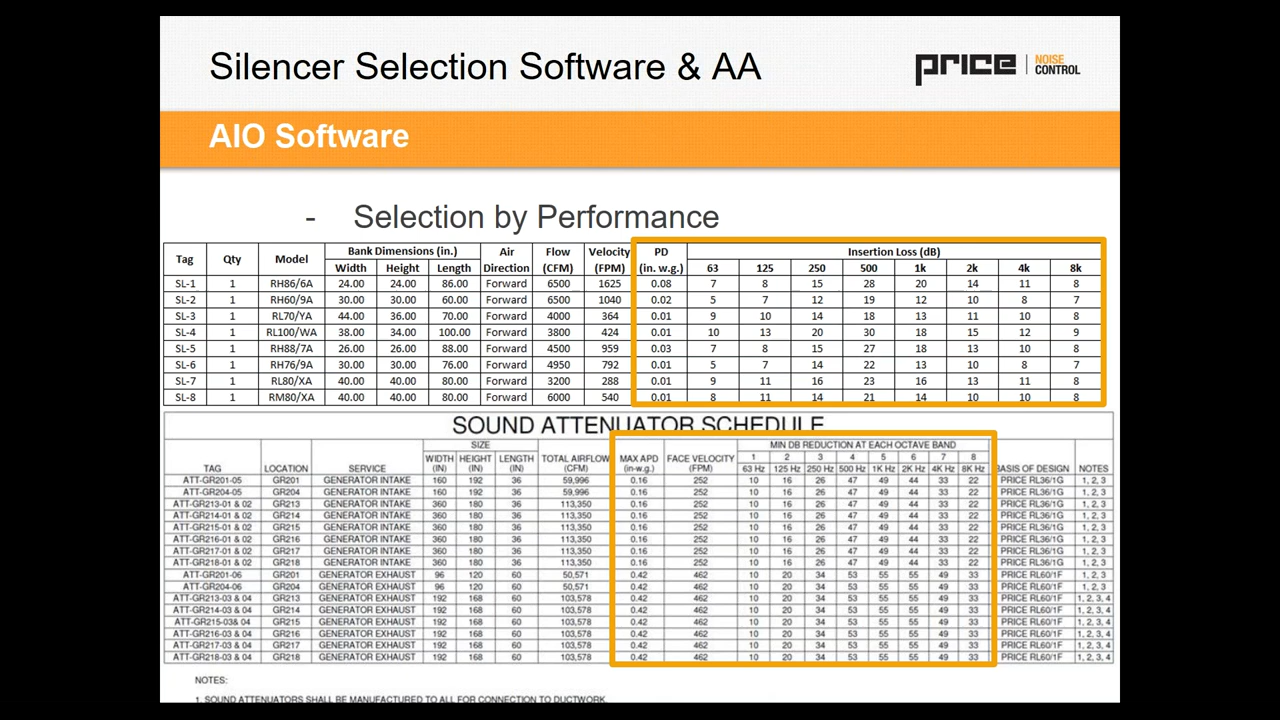 Silencer Selection Software & AA
price | NOISE CONTROL
AIO Software
- Selection by Performance
Tag Qty Model Bank Dimensions (in.) Air Direction Flow (CFM) Velocity (FPM) PD (in. w.g.) Insertion Loss (dB)
Width Height Length 63 125 250 500 1k 2k 4k 8k
SL-1 1 RH86/6A 24.00 24.00 86.00 Forward 6500 1625 0.08 7 8 15 28 20 14 11 8
SL-2 1 RH60/9A 30.00 30.00 60.00 Forward 6500 1040 0.02 5 7 12 19 12 10 8 7
SL-3 1 RL70/YA 44.00 36.00 70.00 Forward 4000 364 0.01 9 10 14 18 13 11 10 8
SL-4 1 RL100/WA 38.00 34.00 100.00 Forward 3800 424 0.01 10 13 20 30 18 15 12 9
SL-5 1 RH88/7A 26.00 26.00 88.00 Forward 4500 959 0.03 7 8 15 27 18 13 10 8
SL-6 1 RH76/9A 30.00 30.00 76.00 Forward 4950 792 0.01 5 7 14 22 13 10 8 7
SL-7 1 RL80/XA 40.00 40.00 80.00 Forward 3200 288 0.01 9 11 16 23 16 13 11 8
SL-8 1 RM80/XA 40.00 40.00 80.00 Forward 6000 540 0.01 8 11 14 21 14 10 10 8
SOUND ATTENUATOR SCHEDULE
TAG LOCATION SERVICE SIZE TOTAL AIRFLOW (CFM) MAX APD (in-w.g.) FACE VELOCITY (FPM) MIN DB REDUCTION AT EACH OCTAVE BAND BASIS OF DESIGN NOTES
WIDTH (IN) HEIGHT (IN) LENGTH (IN) 1 2 3 4 5 6 7 8
63 Hz 125 Hz 250 Hz 500 Hz 1K Hz 2K Hz 4K Hz 8K Hz
ATT-GR201-05 GR201 GENERATOR INTAKE 160 192 36 59,996 0.16 252 10 16 26 47 49 44 33 22 PRICE RL36/1G 1, 2, 3
ATT-GR204-05 GR204 GENERATOR INTAKE 160 192 36 59,996 0.16 252 10 16 26 47 49 44 33 22 PRICE RL36/1G 1, 2, 3
ATT-GR213-01 & 02 GR213 GENERATOR INTAKE 360 180 36 113,350 0.16 252 10 16 26 47 49 44 33 22 PRICE RL36/1G 1, 2, 3
ATT-GR214-01 & 02 GR214 GENERATOR INTAKE 360 180 36 113,350 0.16 252 10 16 26 47 49 44 33 22 PRICE RL36/1G 1, 2, 3
ATT-GR215-01 & 02 GR215 GENERATOR INTAKE 360 180 36 113,350 0.16 252 10 16 26 47 49 44 33 22 PRICE RL36/1G 1, 2, 3
ATT-GR216-01 & 02 GR216 GENERATOR INTAKE 360 180 36 113,350 0.16 252 10 16 26 47 49 44 33 22 PRICE RL36/1G 1, 2, 3
ATT-GR217-01 & 02 GR217 GENERATOR INTAKE 360 180 36 113,350 0.16 252 10 16 26 47 49 44 33 22 PRICE RL36/1G 1, 2, 3
ATT-GR218-01 & 02 GR218 GENERATOR INTAKE 360 180 36 113,350 0.16 252 10 16 26 47 49 44 33 22 PRICE RL36/1G 1, 2, 3
ATT-GR201-06 GR201 GENERATOR EXHAUST 96 120 60 50,571 0.42 462 10 20 34 53 55 55 49 33 PRICE RL60/1F 1, 2, 3
ATT-GR204-06 GR204 GENERATOR EXHAUST 96 120 60 50,571 0.42 462 10 20 34 53 55 55 49 33 PRICE RL60/1F 1, 2, 3
ATT-GR213-03 & 04 GR213 GENERATOR EXHAUST 192 168 60 103,578 0.42 462 10 20 34 53 55 55 49 33 PRICE RL60/1F 1, 2, 3, 4
ATT-GR214-03 & 04 GR214 GENERATOR EXHAUST 192 168 60 103,578 0.42 462 10 20 34 53 55 55 49 33 PRICE RL60/1F 1, 2, 3, 4
ATT-GR215-03& 04 GR215 GENERATOR EXHAUST 192 168 60 103,578 0.42 462 10 20 34 53 55 55 49 33 PRICE RL60/1F 1, 2, 3, 4
ATT-GR216-03 & 04 GR216 GENERATOR EXHAUST 192 168 60 103,578 0.42 462 10 20 34 53 55 55 49 33 PRICE RL60/1F 1, 2, 3, 4
ATT-GR217-03 & 04 GR217 GENERATOR EXHAUST 192 168 60 103,578 0.42 462 10 20 34 53 55 55 49 33 PRICE RL60/1F 1, 2, 3, 4
ATT-GR218-03 & 04 GR218 GENERATOR EXHAUST 192 168 60 103,578 0.42 462 10 20 34 53 55 55 49 33 PRICE RL60/1F 1, 2, 3, 4
NOTES:
1. SOUND ATTENUATORS SHALL BE MANUFACTURED TO ALL FOR CONNECTION TO DUCTWORK.